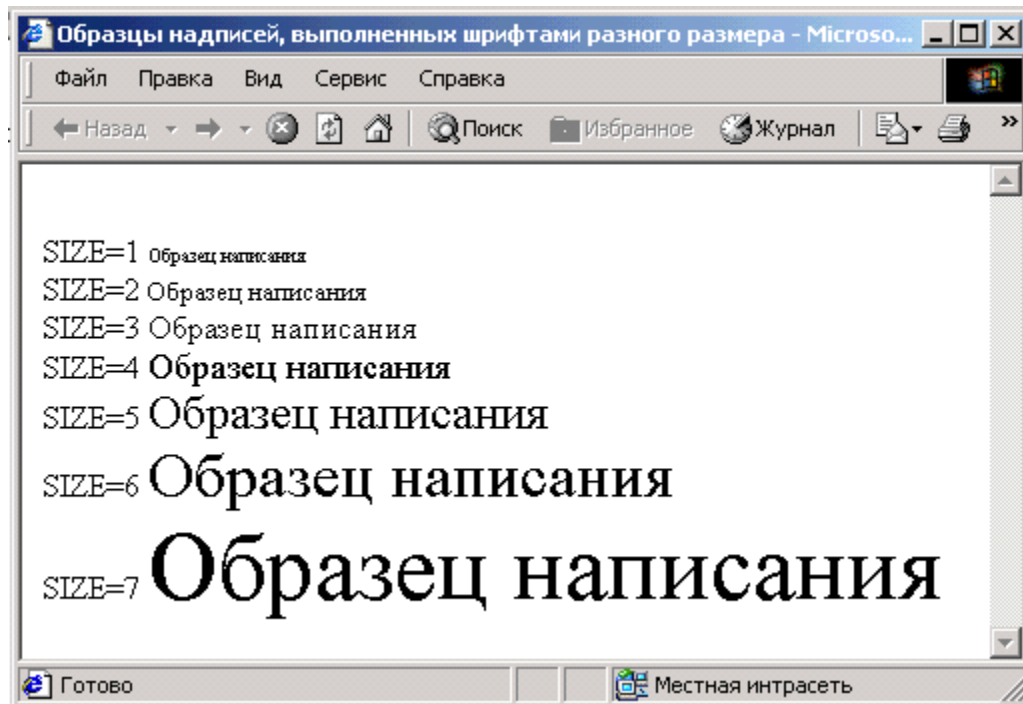 Образцы надписей, выполненных шрифтами разного размера - Microso...
Файл Правка Вид Сервис Справка
Назад Поиск Избранное Журнал »
SIZE=1 Образец написания
SIZE=2 Образец написания
SIZE=3 Образец написания
SIZE=4 Образец написания
SIZE=5 Образец написания
SIZE=6 Образец написания
SIZE=7 Образец написания
Готово Местная интрасеть